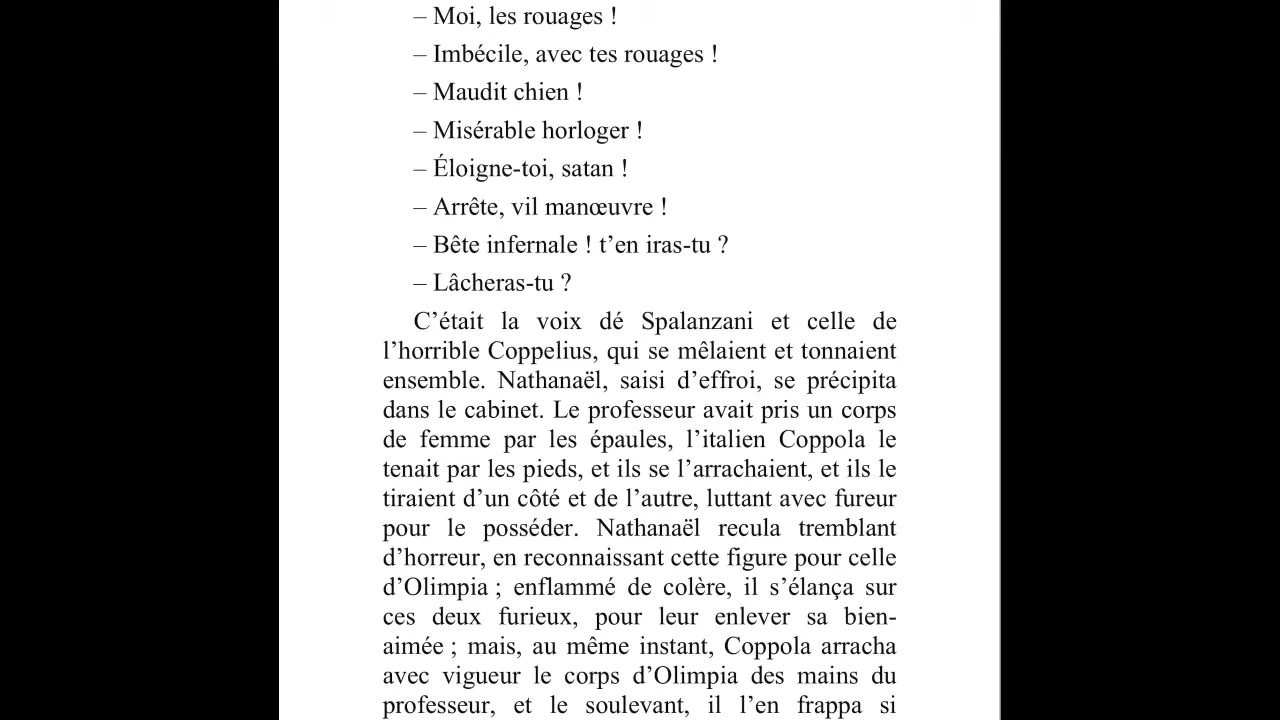 – Moi, les rouages !
– Imbécile, avec tes rouages !
– Maudit chien !
– Misérable horloger !
– Éloigne-toi, satan !
– Arrête, vil manœuvre !
– Bête infernale ! t’en iras-tu ?
– Lâcheras-tu ?
C’était la voix dé Spalanzani et celle de
l’horrible Coppelius, qui se mêlaient et tonnaient
ensemble. Nathanaël, saisi d’effroi, se précipita
dans le cabinet. Le professeur avait pris un corps
de femme par les épaules, l’italien Coppola le
tenait par les pieds, et ils se l’arrachaient, et ils le
tiraient d’un côté et de l’autre, luttant avec fureur
pour le posséder. Nathanaël recula tremblant
d’horreur, en reconnaissant cette figure pour celle
d’Olimpia ; enflammé de colère, il s’élança sur
ces deux furieux, pour leur enlever sa bien-
aimée ; mais, au même instant, Coppola arracha
avec vigueur le corps d’Olimpia des mains du
professeur, et le soulevant, il l’en frappa si